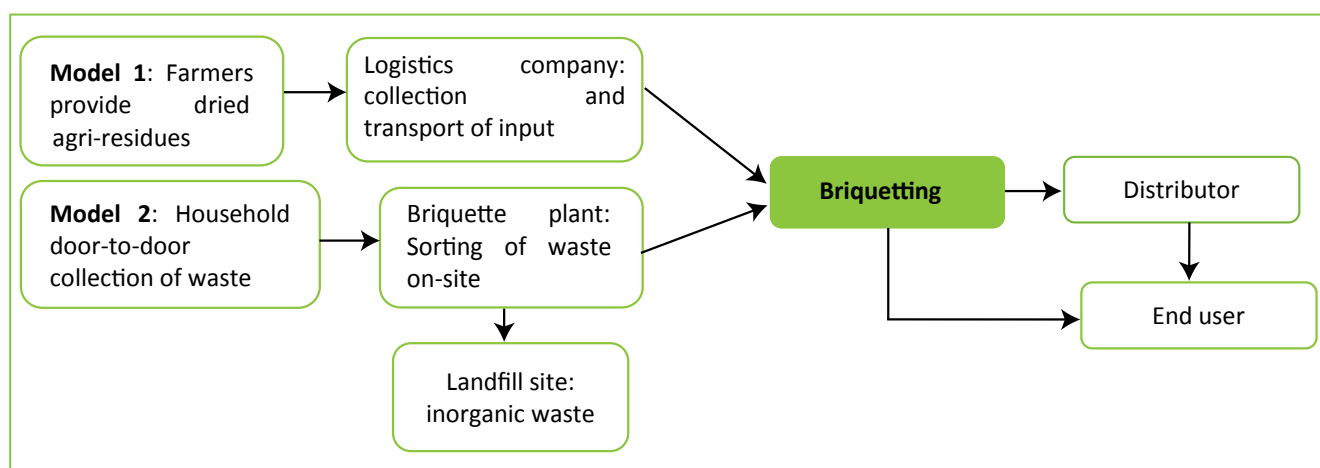 Model 1: Farmers
provide dried
agri-residues
Logistics company:
collection and
transport of input
Model 2: Household
door-to-door
collection of waste
Briquette plant:
Sorting of waste
on-site
Landfill site:
inorganic waste
Briquetting
Distributor
End user